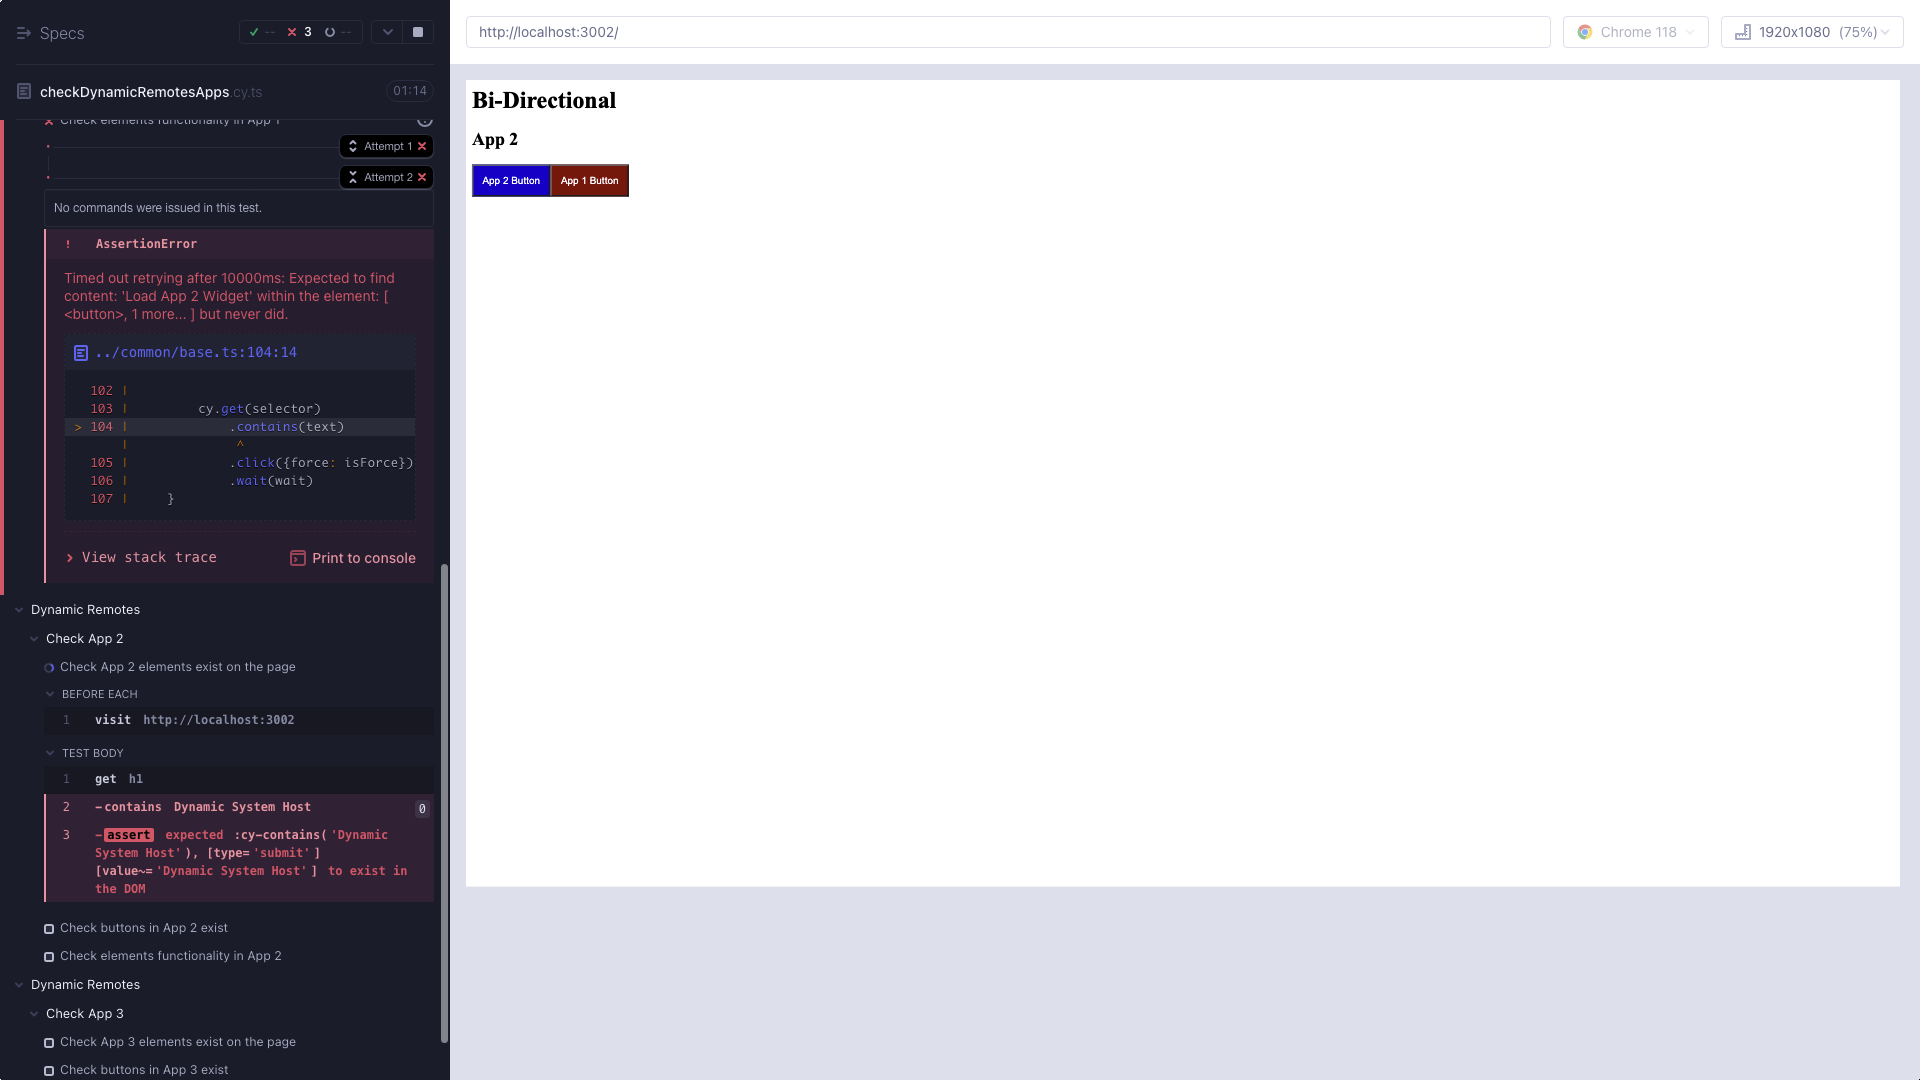 Specs
-- 3 --
checkDynamicRemotesApps.cy.ts
01:14
Check elements functionality in App 1
Attempt 1
Attempt 2
No commands were issued in this test.
! AssertionError
Timed out retrying after 10000ms: Expected to find
content: 'Load App 2 Widget' within the element: [
<button>, 1 more... ] but never did.
../common/base.ts:104:14
102 |
103 | cy.get(selector)
> 104 | .contains(text)
| ^
105 | .click({force: isForce})
106 | .wait(wait)
107 | }
View stack trace
Print to console
Dynamic Remotes
Check App 2
Check App 2 elements exist on the page
BEFORE EACH
1 visit http://localhost:3002
TEST BODY
1 get h1
2 -contains Dynamic System Host 0
3 -assert expected :cy-contains('Dynamic
System Host'), [type='submit']
[value~='Dynamic System Host'] to exist in
the DOM
Check buttons in App 2 exist
Check elements functionality in App 2
Dynamic Remotes
Check App 3
Check App 3 elements exist on the page
Check buttons in App 3 exist
http://localhost:3002/
Chrome 118
1920x1080 (75%)
Bi-Directional
App 2
App 2 Button
App 1 Button